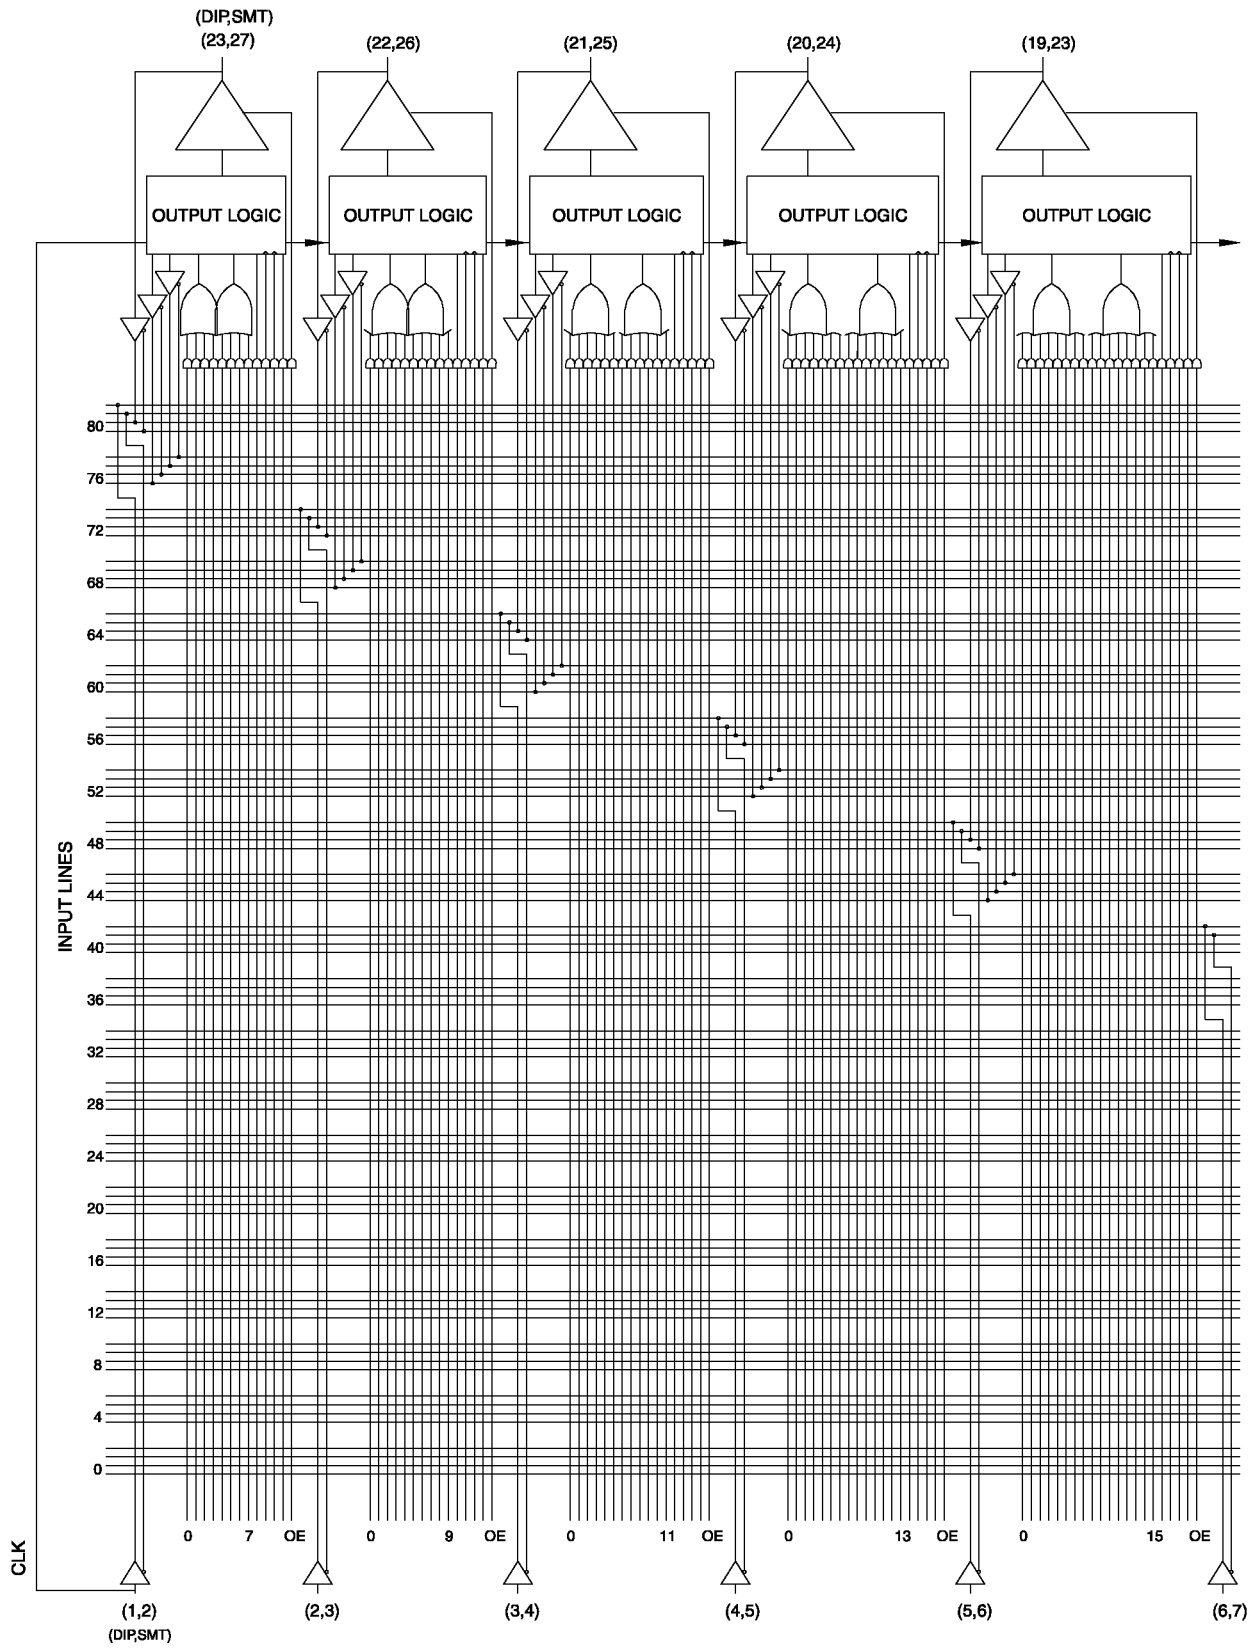 (DIP,SMT)
(23,27) (22,26) (21,25) (20,24) (19,23)
OUTPUT LOGIC OUTPUT LOGIC OUTPUT LOGIC OUTPUT LOGIC OUTPUT LOGIC
80
76
72
68
64
60
56
52
48
44
40
36
32
28
24
20
16
12
8
4
0
INPUT LINES
0 7 OE 0 9 OE 0 11 OE 0 13 OE 0 15 OE
CLK
(1,2) (2,3) (3,4) (4,5) (5,6) (6,7)
(DIP,SMT)